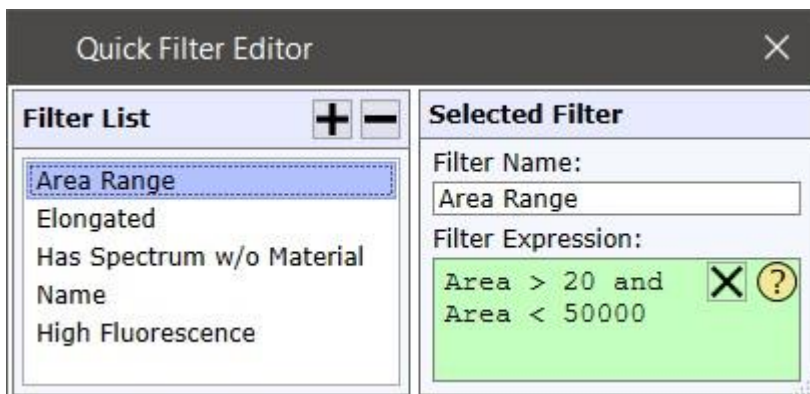 Quick Filter Editor
Filter List
Area Range
Elongated
Has Spectrum w/o Material
Name
High Fluorescence
Selected Filter
Filter Name:
Area Range
Filter Expression:
Area > 20 and
Area < 50000
?